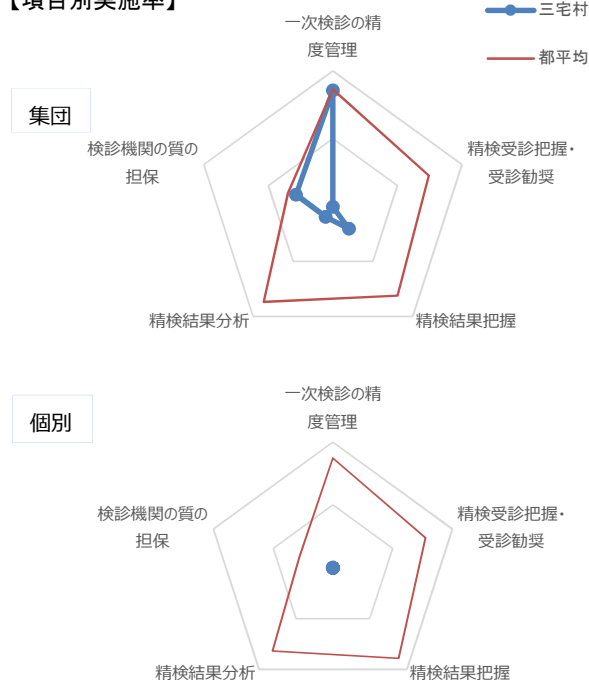 【項目別実施率】
三宅村
都平均
集団
一次検診の精
度管理
検診機関の質の
担保
精検受診把握・
受診勧奨
精検結果分析
精検結果把握
個別
一次検診の精
度管理
検診機関の質の
担保
精検受診把握・
受診勧奨
精検結果分析
精検結果把握